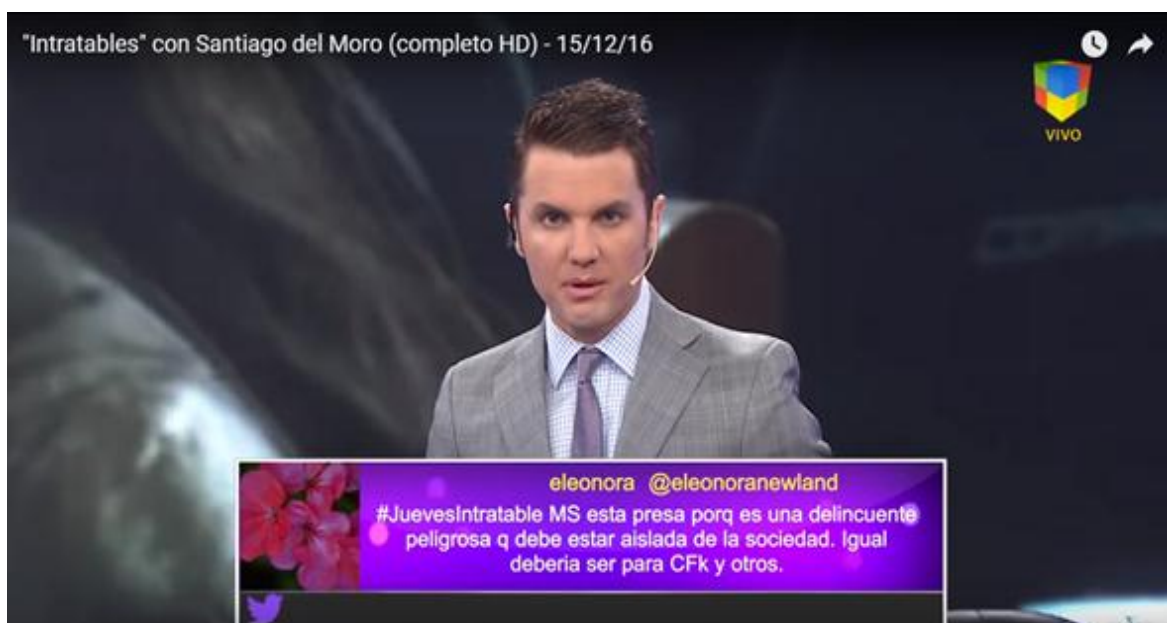 "Intratables" con Santiago del Moro (completo HD) - 15/12/16
VIVO
eleonora @eleonoranewland
#JuevesIntratable MS esta presa porq es una delincuente
peligrosa q debe estar aislada de la sociedad. Igual
deberia ser para CFk y otros.